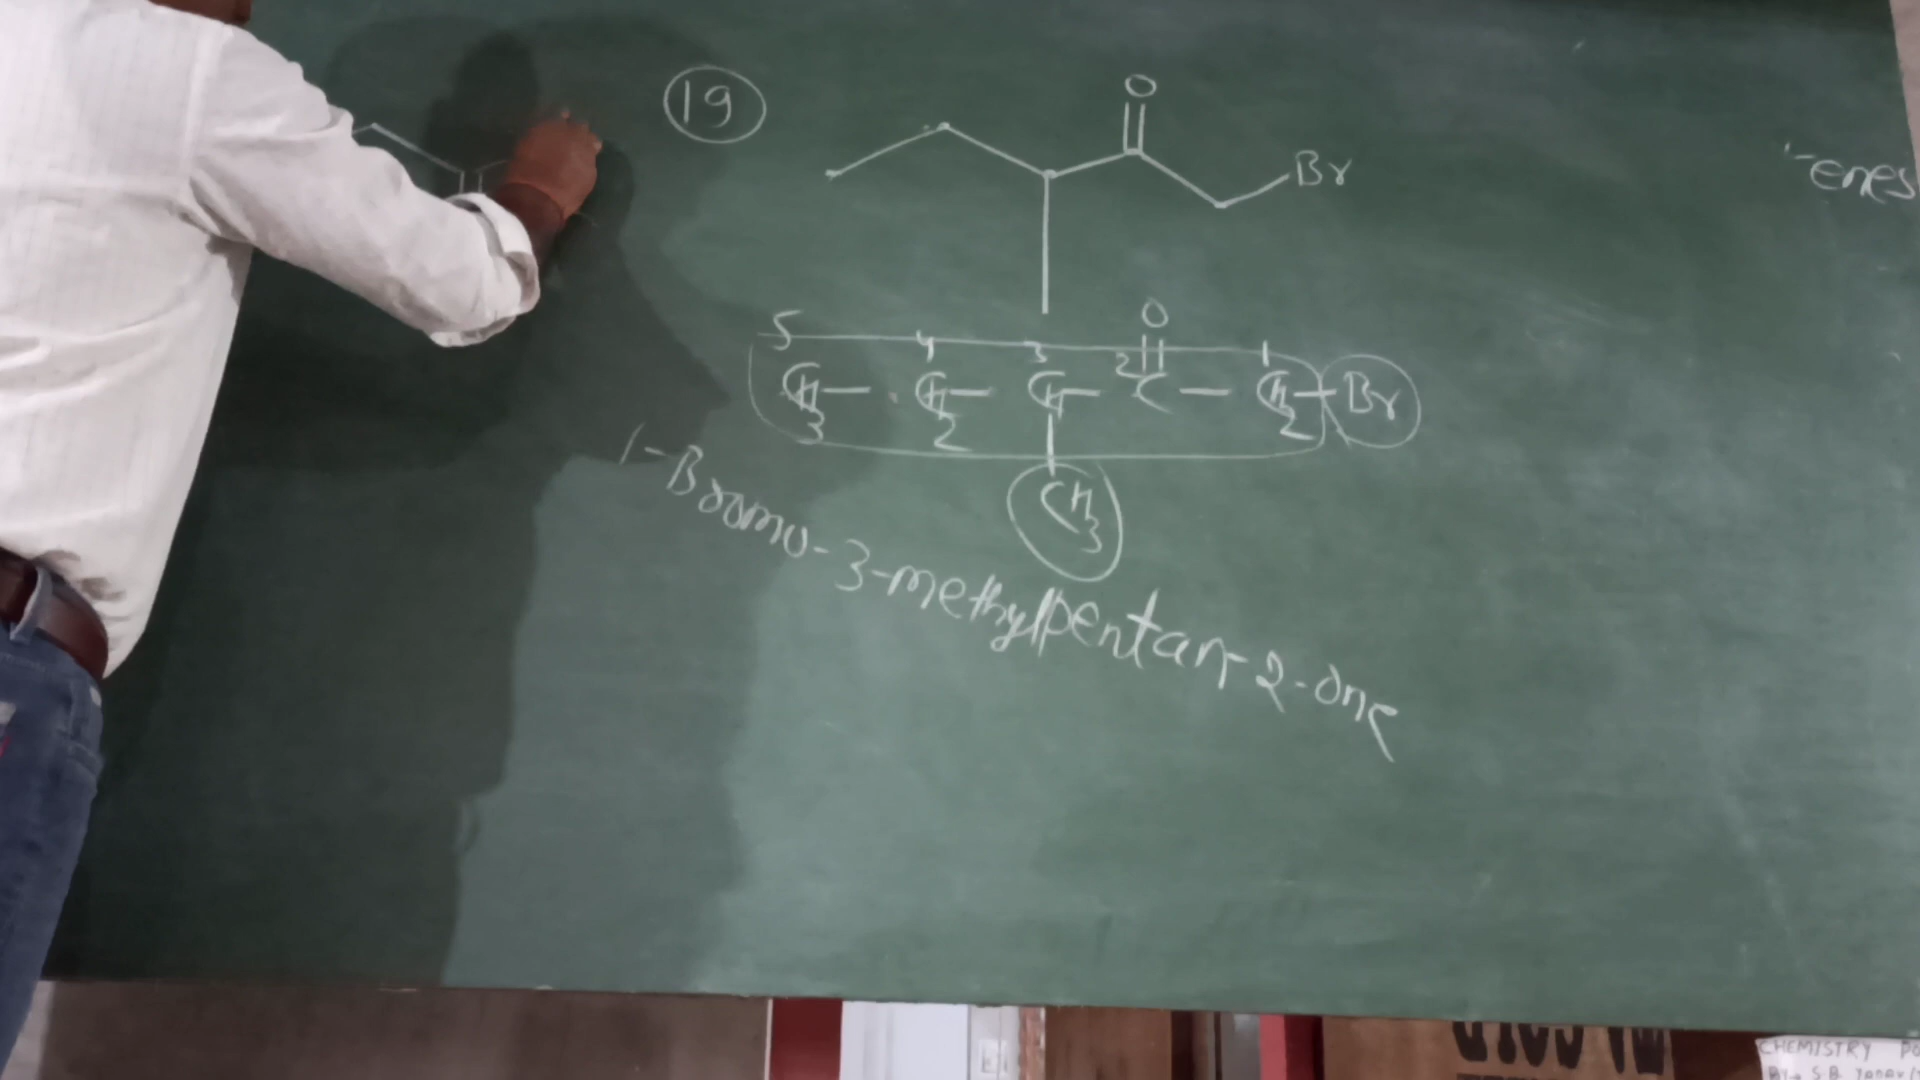 19
O
Br
-enes
O
5 4 3 2 1
CH3 — CH2 — CH — C — CH2 — Br
CH3
1-Bromo-3-methylpentan-2-one
CHEMISTRY
BY